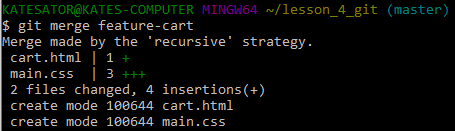 KATESATOR@KATES-COMPUTER MINGW64 ~/lesson_4_git (master)
$ git merge feature-cart
Merge made by the 'recursive' strategy.
 cart.html | 1 +
 main.css  | 3 +++
 2 files changed, 4 insertions(+)
 create mode 100644 cart.html
 create mode 100644 main.css